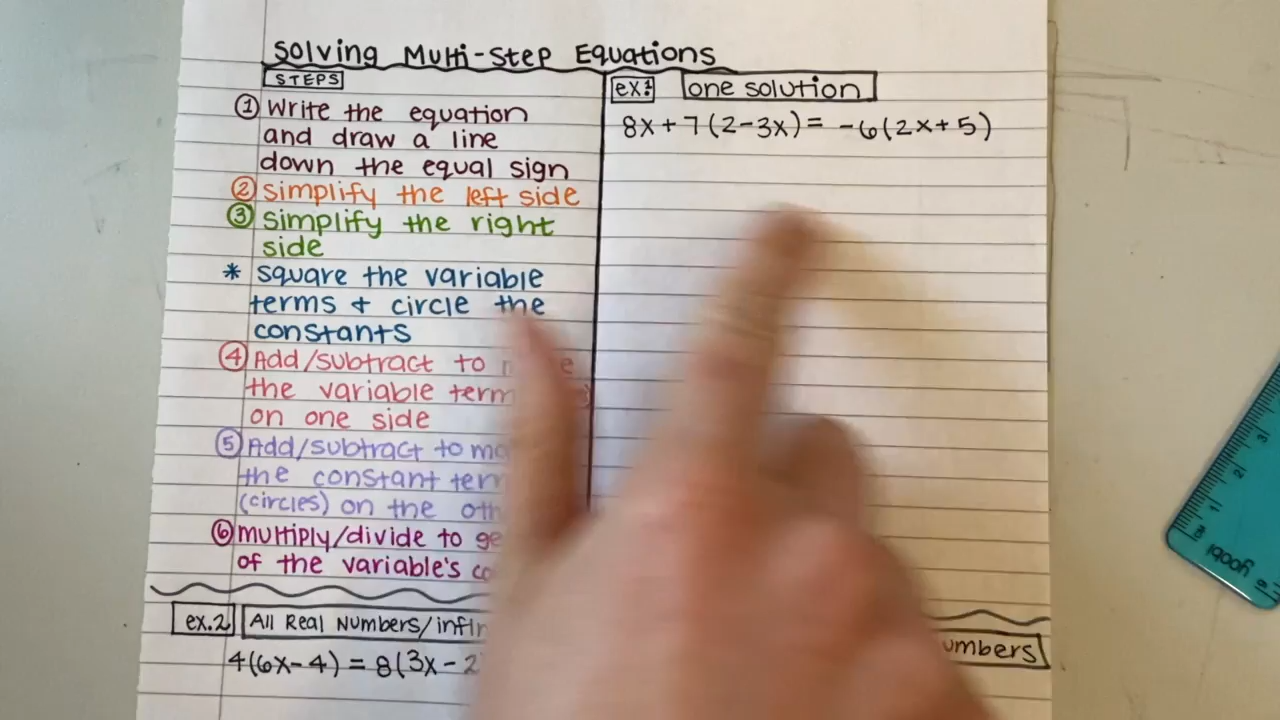 Solving Multi-Step Equations
STEPS
① Write the equation
and draw a line
down the equal sign
② simplify the left side
③ simplify the right
side
* square the variable
terms + circle the
constants
④ Add/subtract to
the variable
on one side
⑤ Add/subtract to
the constant
(circles) on the
⑥ multiply/divide to
of the variable's
ex: one solution
8x+7(2-3x)= -6(2x+5)
ex.2 All Real Numbers/
4(6x-4) = 8(3x-2